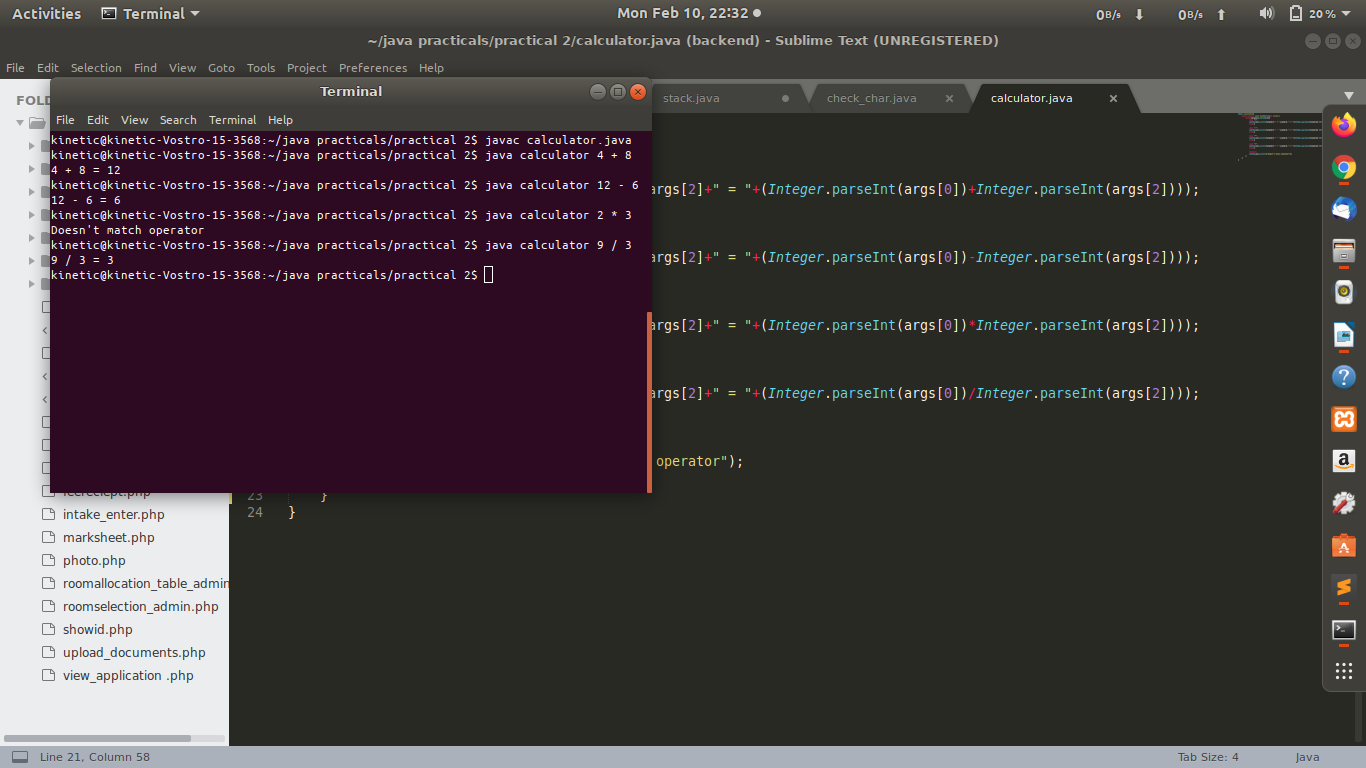 Activities Terminal Mon Feb 10, 22:32 0B/s 0B/s 20 %
~/java practicals/practical 2/calculator.java (backend) - Sublime Text (UNREGISTERED)
File Edit Selection Find View Goto Tools Project Preferences Help
FOLD
Terminal
stack.java check_char.java calculator.java
File Edit View Search Terminal Help
kinetic@kinetic-Vostro-15-3568:~/java practicals/practical 2$ javac calculator.java
kinetic@kinetic-Vostro-15-3568:~/java practicals/practical 2$ java calculator 4 + 8
4 + 8 = 12
kinetic@kinetic-Vostro-15-3568:~/java practicals/practical 2$ java calculator 12 - 6
12 - 6 = 6
kinetic@kinetic-Vostro-15-3568:~/java practicals/practical 2$ java calculator 2 * 3
Doesn't match operator
kinetic@kinetic-Vostro-15-3568:~/java practicals/practical 2$ java calculator 9 / 3
9 / 3 = 3
kinetic@kinetic-Vostro-15-3568:~/java practicals/practical 2$
args[2]+" = "+(Integer.parseInt(args[0])+Integer.parseInt(args[2])));
args[2]+" = "+(Integer.parseInt(args[0])-Integer.parseInt(args[2])));
args[2]+" = "+(Integer.parseInt(args[0])*Integer.parseInt(args[2])));
args[2]+" = "+(Integer.parseInt(args[0])/Integer.parseInt(args[2])));
operator");
23 }
24 }
intake_enter.php
marksheet.php
photo.php
roomallocation_table_admin
roomselection_admin.php
showid.php
upload_documents.php
view_application .php
Line 21, Column 58 Tab Size: 4 Java